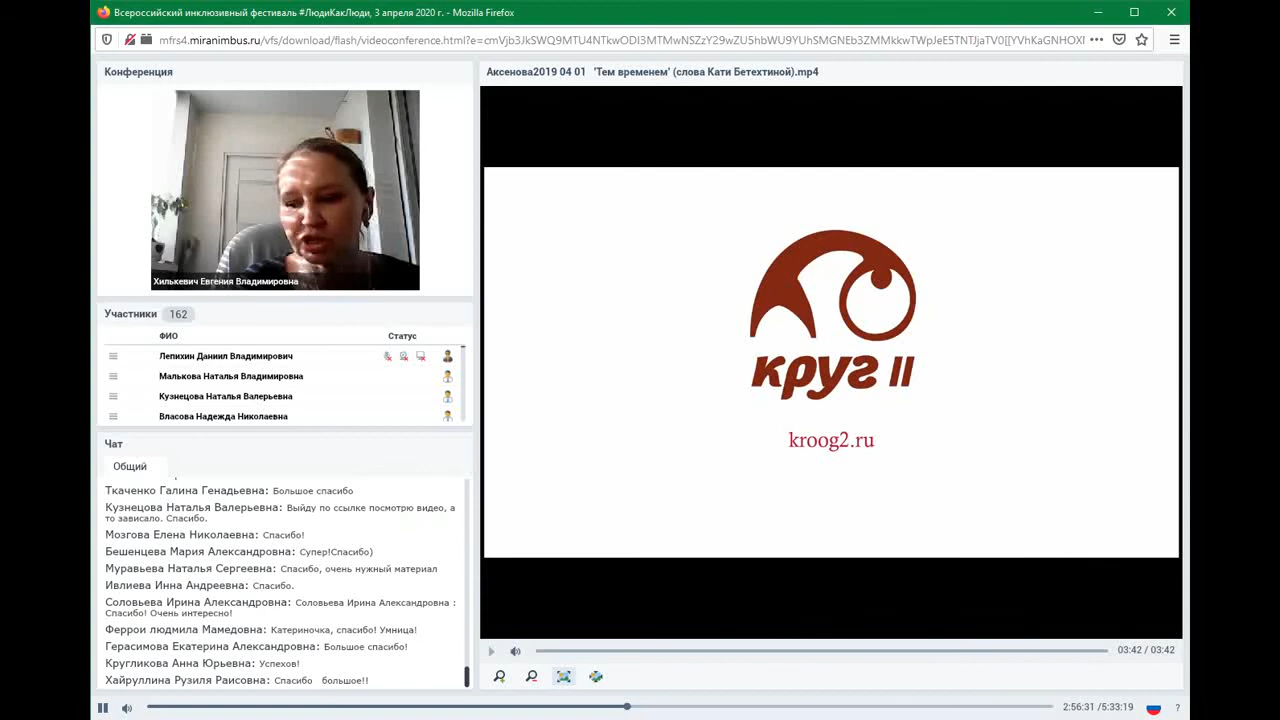 Всероссийский инклюзивный фестиваль #ЛюдиКакЛюди, 3 апреля 2020 г. - Mozilla Firefox
mfrs4.miranimbus.ru/vfs/download/flash/videoconference.html?e=
Конференция
Хилькевич Евгения Владимировна
Участники 162
ФИО Статус
Лепихин Даниил Владимирович
Малькова Наталья Владимировна
Кузнецова Наталья Валерьевна
Власова Надежда Николаевна
Чат
Общий
Ткаченко Галина Генадьевна: Большое спасибо
Кузнецова Наталья Валерьевна: Выйду по ссылке посмотрю видео, а
то зависало. Спасибо.
Мозгова Елена Николаевна: Спасибо!
Бешенцева Мария Александровна: Супер!Спасибо)
Муравьева Наталья Сергеевна: Спасибо, очень нужный материал
Ивлиева Инна Андреевна: Спасибо.
Соловьева Ирина Александровна: Соловьева Ирина Александровна :
Спасибо! Очень интересно!
Феррои людмила Мамедовна: Катериночка, спасибо! Умница!
Герасимова Екатерина Александровна: Большое спасибо!
Кругликова Анна Юрьевна: Успехов!
Хайруллина Рузиля Раисовна: Спасибо большое!!
Аксенова2019 04 01 'Тем временем' (слова Кати Бетехтиной).mp4
круг II
kroog2.ru
03:42 / 03:42
2:56:31 /5:33:19
?